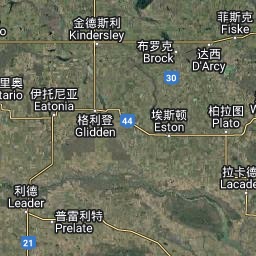 菲斯克
Fiske
金德斯利
Kindersley
布罗克
Brock
达西
D'Arcy
30
里奥
tario
伊托尼亚
Eatonia
格利登
Glidden
44
埃斯顿
Eston
柏拉图
Plato
W
拉卡德
Lacade
利德
Leader
普雷利特
Prelate
21